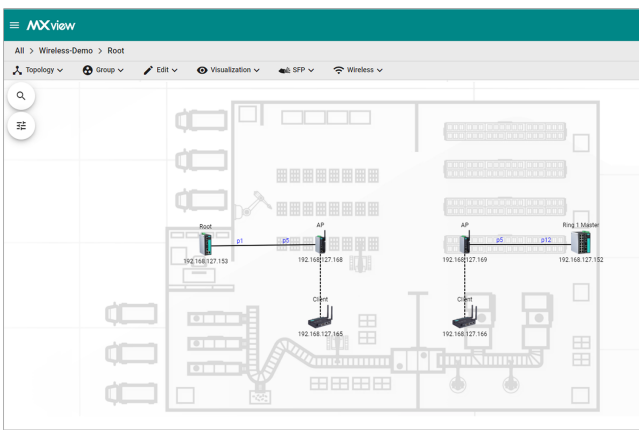 MXview
All > Wireless-Demo > Root
Topology Group Edit Visualization SFP Wireless
Root AP AP Ring 1 Master
p1 p5 p5 p12
192.168.127.153 192.168.127.168 192.168.127.169 192.168.127.152
Client Client
192.168.127.165 192.168.127.166